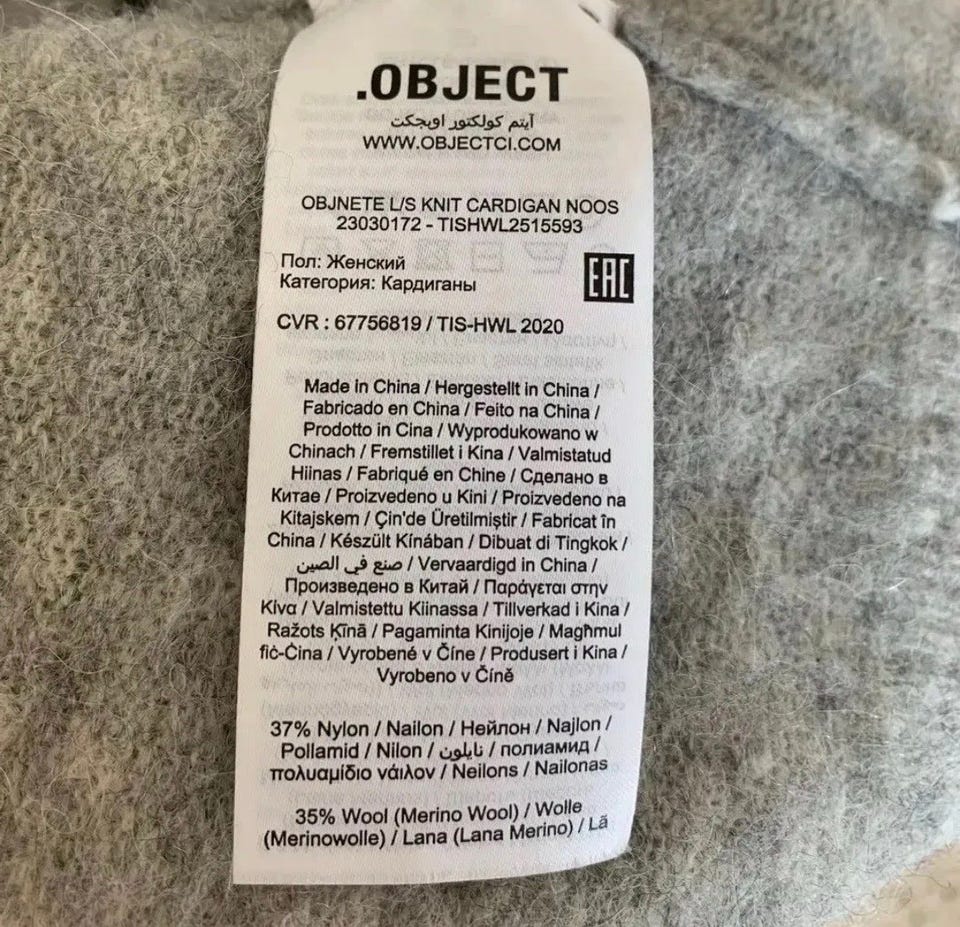 .OBJECT
آيتم كولكتور اوبجكت
WWW.OBJECTCI.COM
OBJNETE L/S KNIT CARDIGAN NOOS
23030172 - TISHWL2515593
Пол: Женский
Категория: Кардиганы
EAC
CVR : 67756819 / TIS-HWL 2020
Made in China / Hergestellt in China /
Fabricado en China / Feito na China /
Prodotto in Cina / Wyprodukowano w
Chinach / Fremstillet i Kina / Valmistatud
Hiinas / Fabriqué en Chine / Сделано в
Китае / Proizvedeno u Kini / Proizvedeno na
Kitajskem / Çin'de Üretilmiştir / Fabricat în
China / Készült Kínában / Dibuat di Tingkok /
صنع في الصين / Vervaardigd in China /
Произведено в Китай / Παράγεται στην
Κίνα / Valmistettu Kiinassa / Tillverkad i Kina /
Ražots Ķīnā / Pagaminta Kinijoje / Magħmul
fiċ-Ċina / Vyrobené v Číne / Produsert i Kina /
Vyrobeno v Číně
37% Nylon / Nailon / Нейлон / Najlon /
Pollamid / Nilon / نايلون / полиамид /
πολυαμίδιο νάιλον / Neilons / Nailonas
35% Wool (Merino Wool) / Wolle
(Merinowolle) / Lana (Lana Merino) / Lã